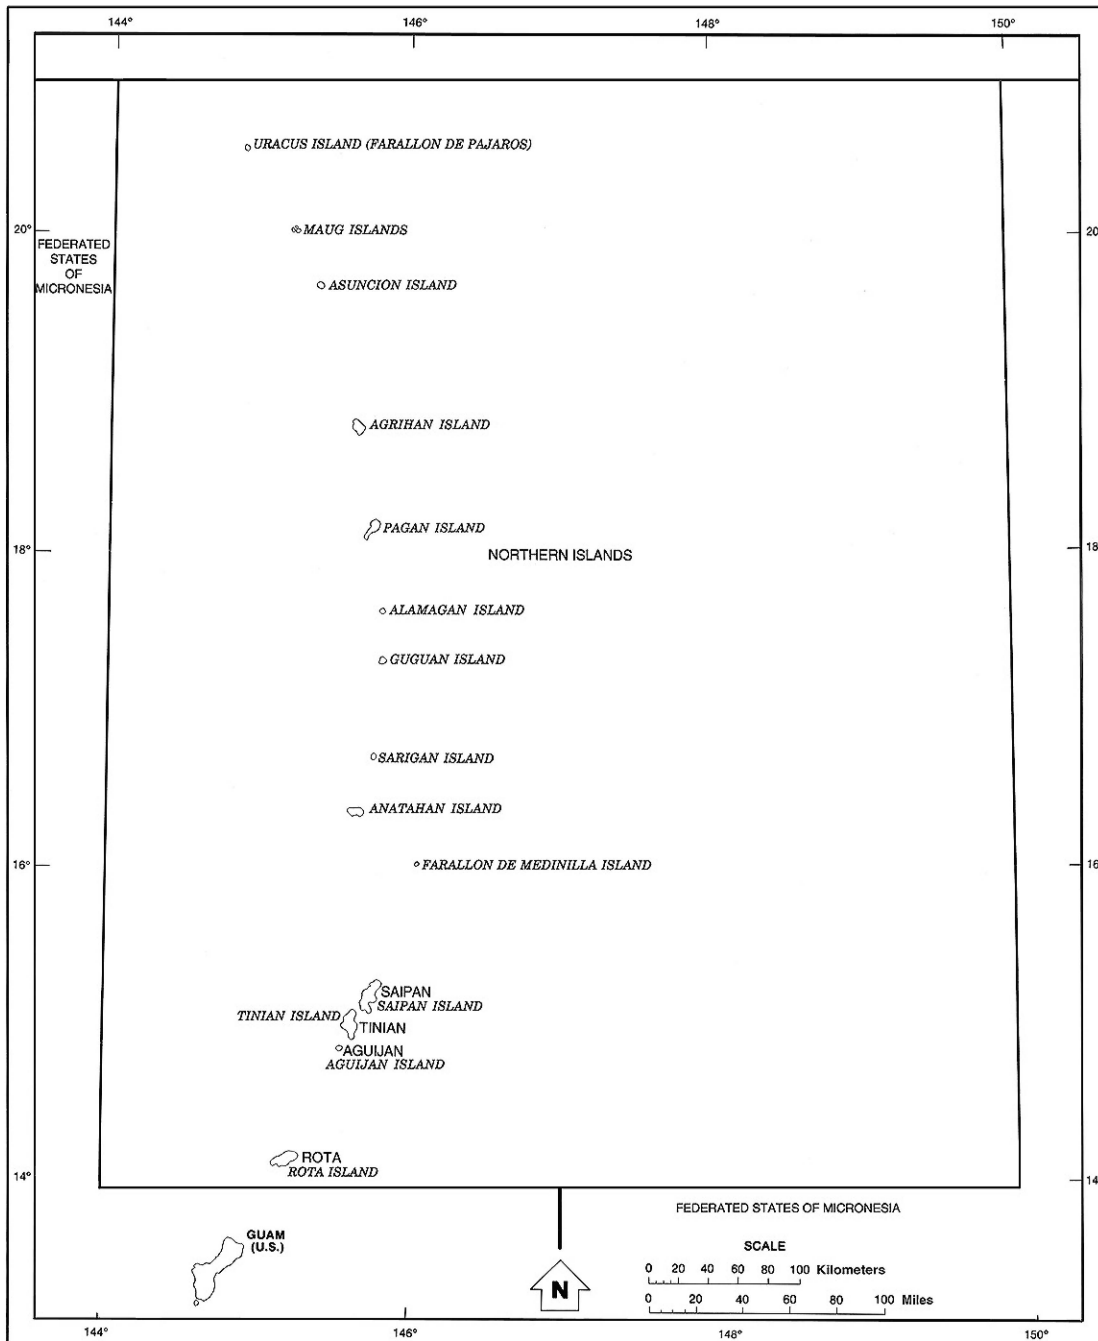 144° 146° 148° 150°
URACUS ISLAND (FARALLON DE PAJAROS)
20° MAUG ISLANDS 20
FEDERATED
STATES
OF
MICRONESIA
ASUNCION ISLAND
AGRIHAN ISLAND
PAGAN ISLAND
18° NORTHERN ISLANDS 18
ALAMAGAN ISLAND
GUGUAN ISLAND
SARIGAN ISLAND
ANATAHAN ISLAND
16° FARALLON DE MEDINILLA ISLAND 16
SAIPAN
SAIPAN ISLAND
TINIAN ISLAND
TINIAN
AGUIJAN
AGUIJAN ISLAND
ROTA
ROTA ISLAND
14° 14
FEDERATED STATES OF MICRONESIA
GUAM
(U.S.)
N
SCALE
0 20 40 60 80 100 Kilometers
0 20 40 60 80 100 Miles
144° 146° 148° 150°